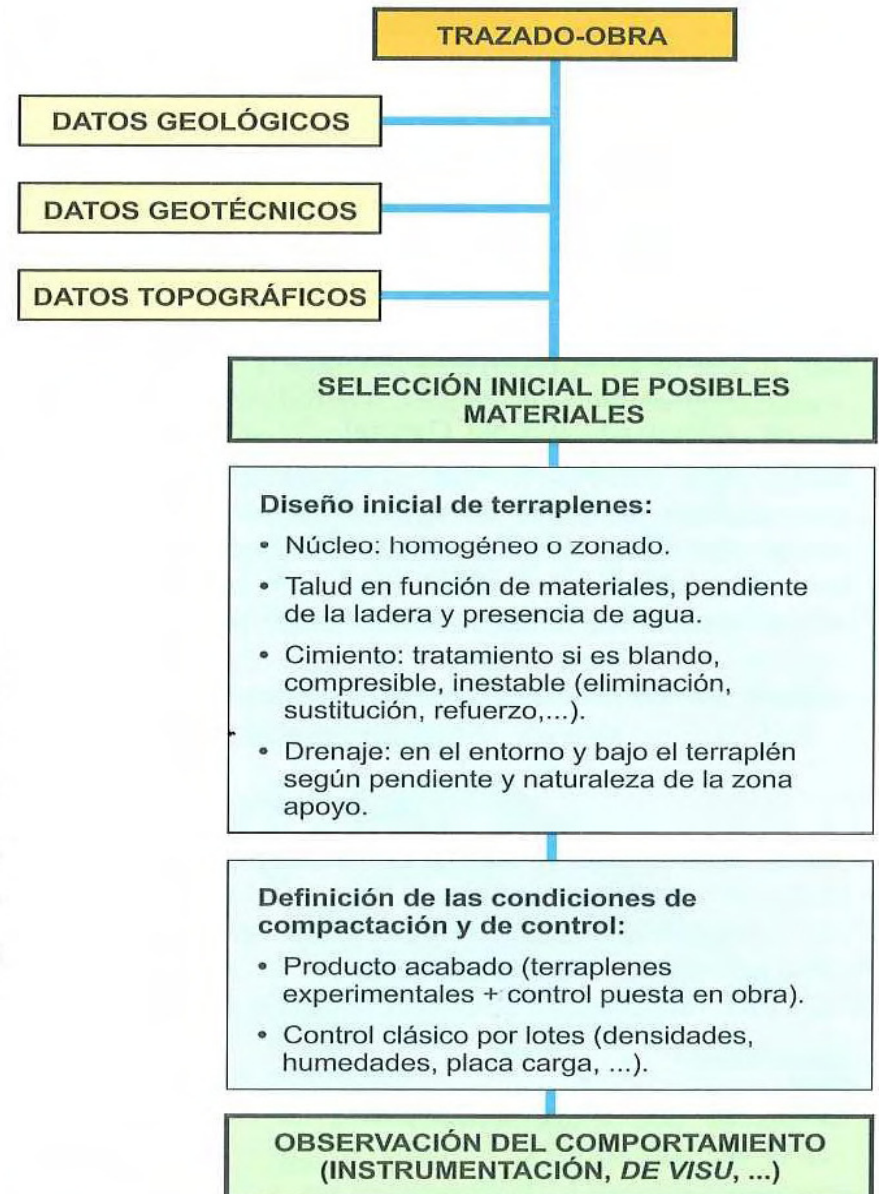 TRAZADO-OBRA
DATOS GEOLÓGICOS
DATOS GEOTÉCNICOS
DATOS TOPOGRÁFICOS
SELECCIÓN INICIAL DE POSIBLES
MATERIALES
Diseño inicial de terraplenes:
• Núcleo: homogéneo o zonado.
• Talud en función de materiales, pendiente
de la ladera y presencia de agua.
• Cimiento: tratamiento si es blando,
compresible, inestable (eliminación,
sustitución, refuerzo,...).
• Drenaje: en el entorno y bajo el terraplén
según pendiente y naturaleza de la zona
apoyo.
Definición de las condiciones de
compactación y de control:
• Producto acabado (terraplenes
experimentales + control puesta en obra).
• Control clásico por lotes (densidades,
humedades, placa carga, ...).
OBSERVACIÓN DEL COMPORTAMIENTO
(INSTRUMENTACIÓN, DE VISU, ...)